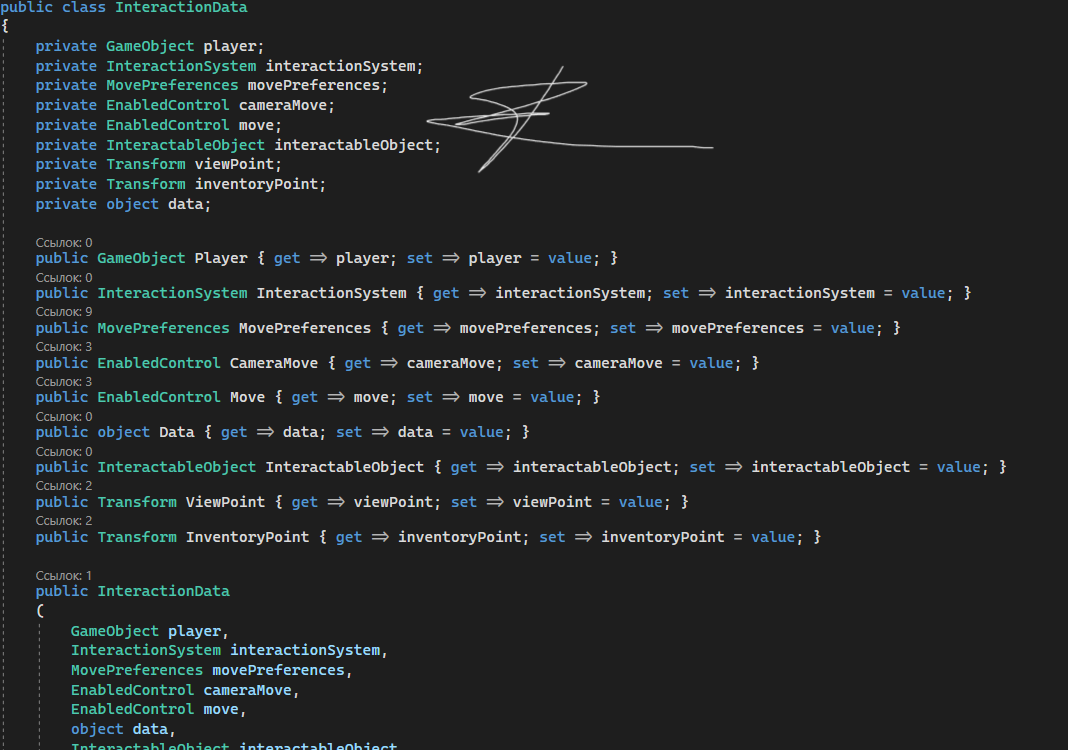 public class InteractionData
{
private GameObject player;
private InteractionSystem interactionSystem;
private MovePreferences movePreferences;
private EnabledControl cameraMove;
private EnabledControl move;
private InteractableObject interactableObject;
private Transform viewPoint;
private Transform inventoryPoint;
private object data;
Ссылок: 0
public GameObject Player { get => player; set => player = value; }
Ссылок: 0
public InteractionSystem InteractionSystem { get => interactionSystem; set => interactionSystem = value; }
Ссылок: 9
public MovePreferences MovePreferences { get => movePreferences; set => movePreferences = value; }
Ссылок: 3
public EnabledControl CameraMove { get => cameraMove; set => cameraMove = value; }
Ссылок: 3
public EnabledControl Move { get => move; set => move = value; }
Ссылок: 0
public object Data { get => data; set => data = value; }
Ссылок: 0
public InteractableObject InteractableObject { get => interactableObject; set => interactableObject = value; }
Ссылок: 2
public Transform ViewPoint { get => viewPoint; set => viewPoint = value; }
Ссылок: 2
public Transform InventoryPoint { get => inventoryPoint; set => inventoryPoint = value; }
Ссылок: 1
public InteractionData
(
GameObject player,
InteractionSystem interactionSystem,
MovePreferences movePreferences,
EnabledControl cameraMove,
EnabledControl move,
object data,
InteractableObject interactableObject